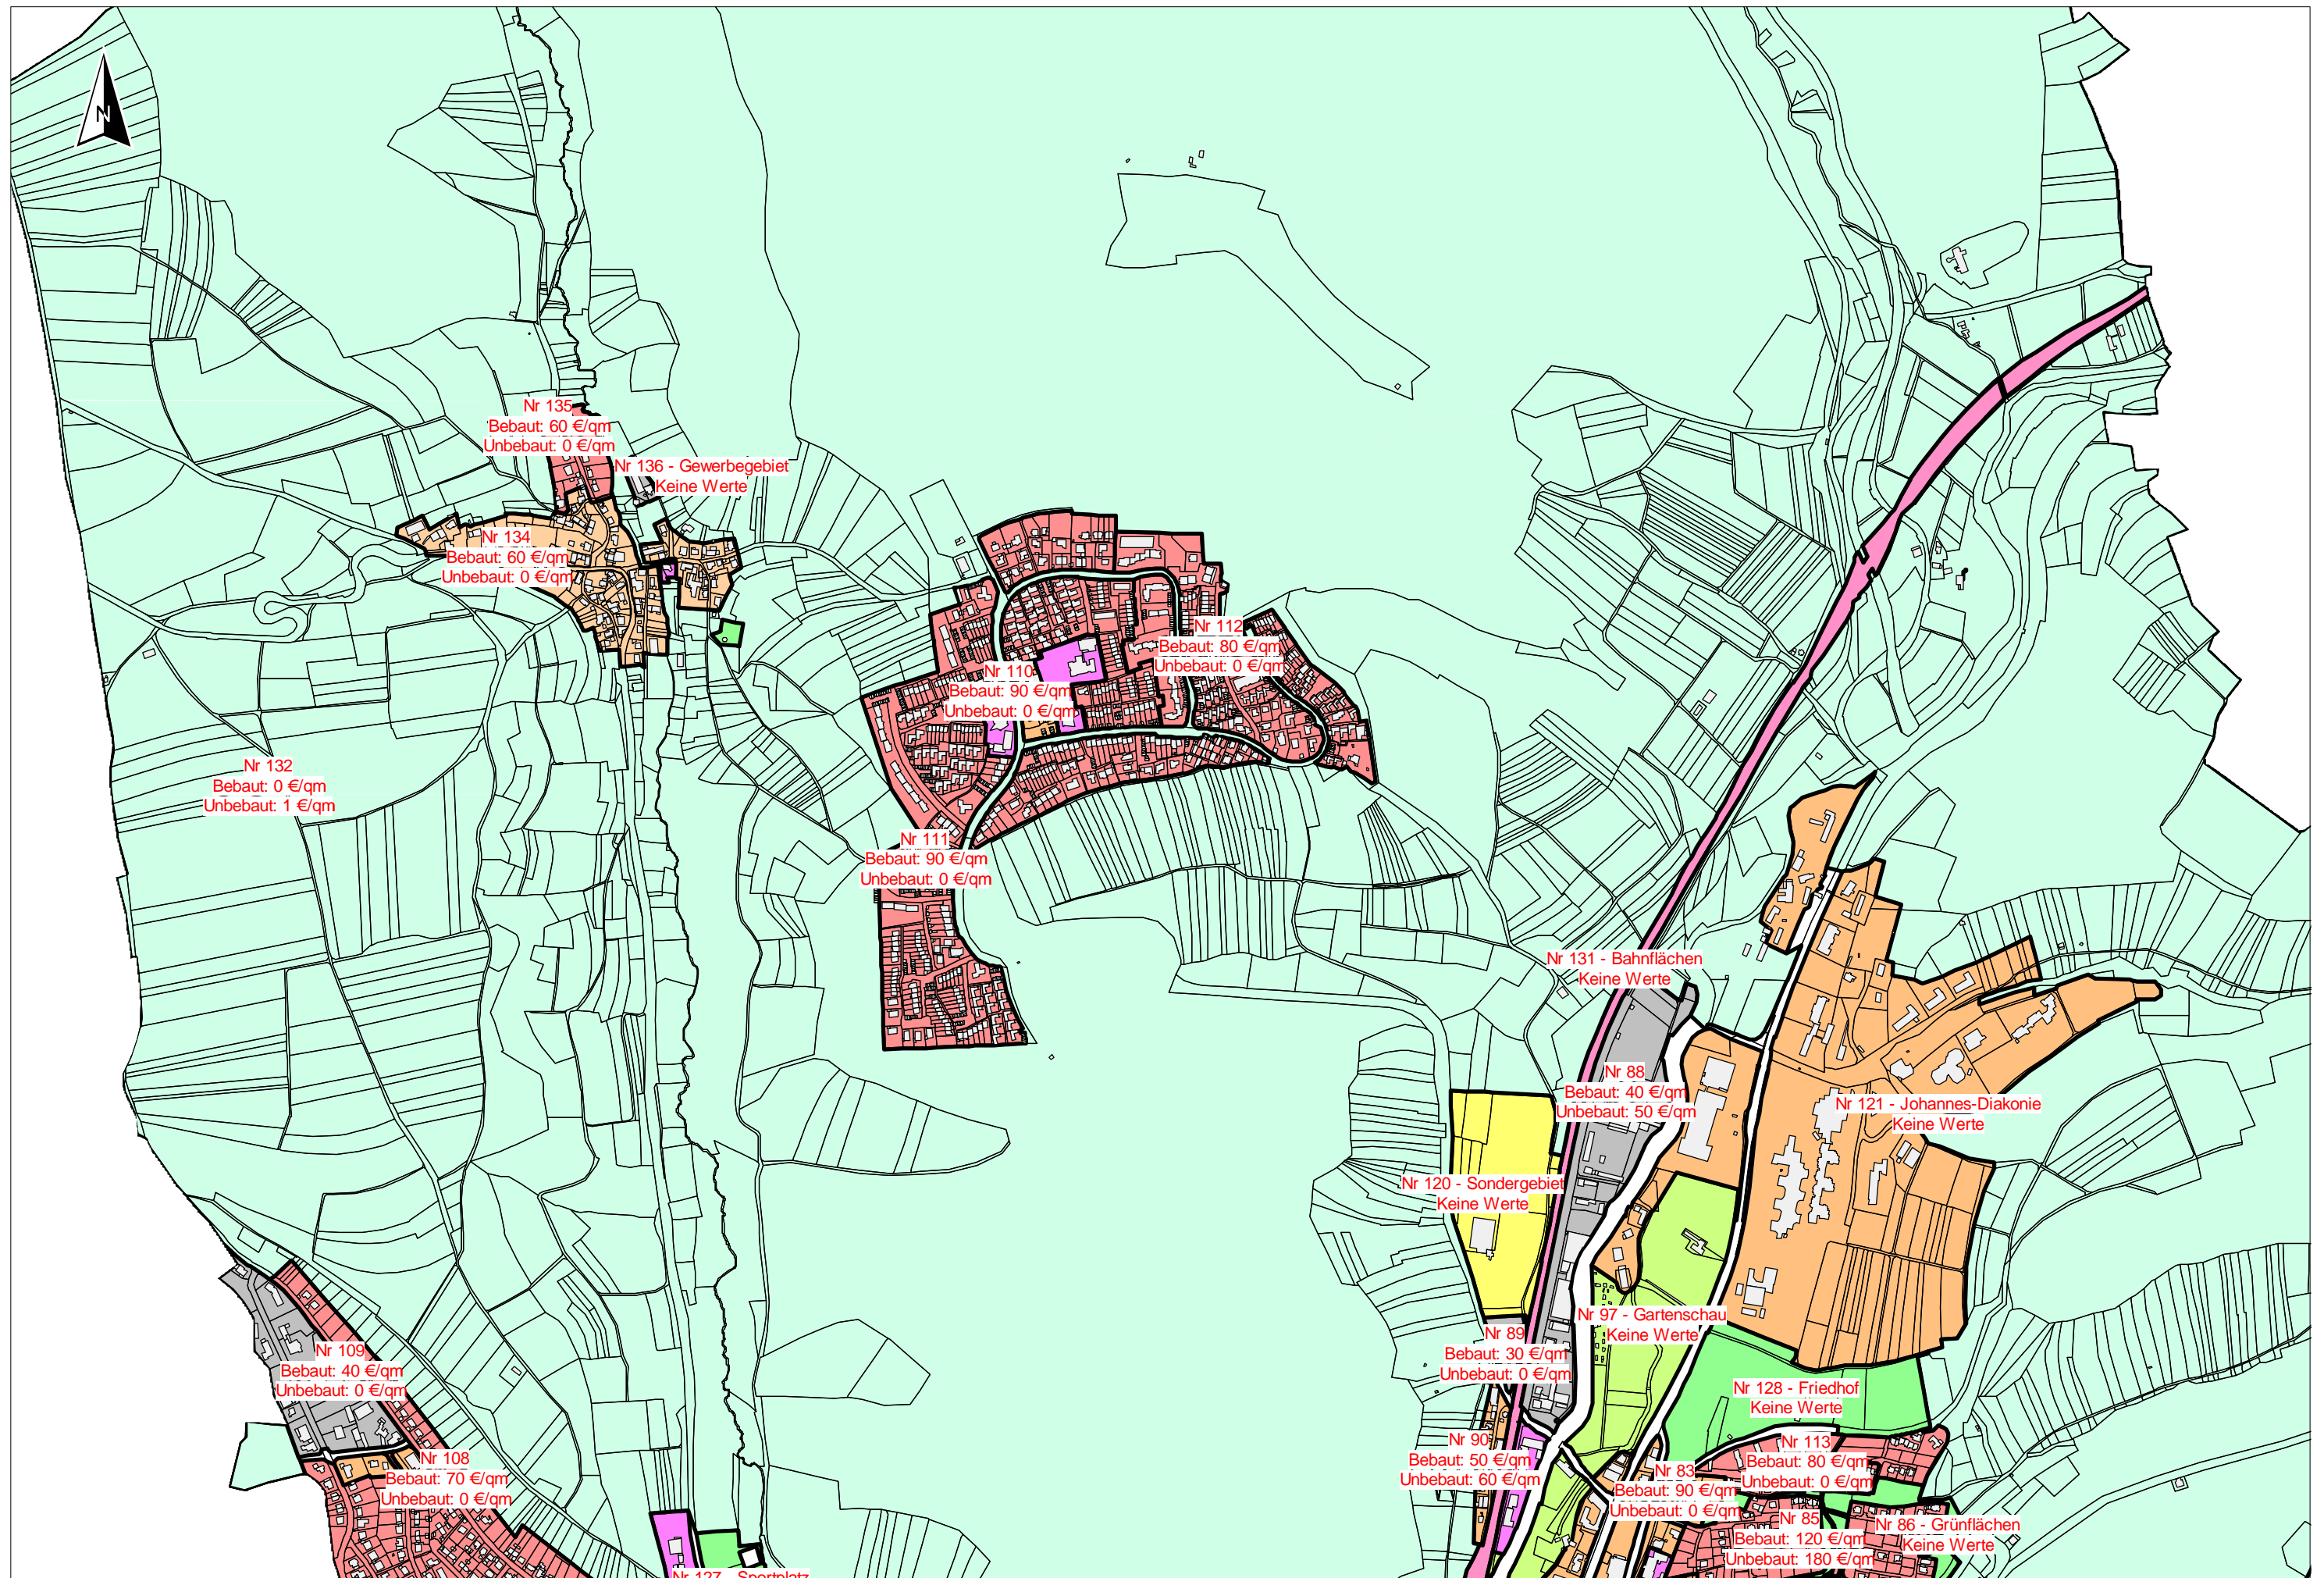 N
Nr 135
Bebaut: 60 €/qm
Unbebaut: 0 €/qm
Nr 136 - Gewerbegebiet
Keine Werte
Nr 134
Bebaut: 60 €/qm
Unbebaut: 0 €/qm
Nr 112
Bebaut: 80 €/qm
Unbebaut: 0 €/qm
Nr 110
Bebaut: 90 €/qm
Unbebaut: 0 €/qm
Nr 132
Bebaut: 0 €/qm
Unbebaut: 1 €/qm
Nr 111
Bebaut: 90 €/qm
Unbebaut: 0 €/qm
Nr 131 - Bahnflächen
Keine Werte
Nr 88
Bebaut: 40 €/qm
Unbebaut: 50 €/qm
Nr 121 - Johannes-Diakonie
Keine Werte
Nr 120 - Sondergebiet
Keine Werte
Nr 97 - Gartenschau
Keine Werte
Nr 89
Bebaut: 30 €/qm
Unbebaut: 0 €/qm
Nr 109
Bebaut: 40 €/qm
Unbebaut: 0 €/qm
Nr 128 - Friedhof
Keine Werte
Nr 90
Bebaut: 50 €/qm
Unbebaut: 60 €/qm
Nr 113
Bebaut: 80 €/qm
Unbebaut: 0 €/qm
Nr 108
Bebaut: 70 €/qm
Unbebaut: 0 €/qm
Nr 83
Bebaut: 90 €/qm
Unbebaut: 0 €/qm
Nr 85
Bebaut: 120 €/qm
Unbebaut: 180 €/qm
Nr 86 - Grünflächen
Keine Werte
Nr 127 - Sportplatz